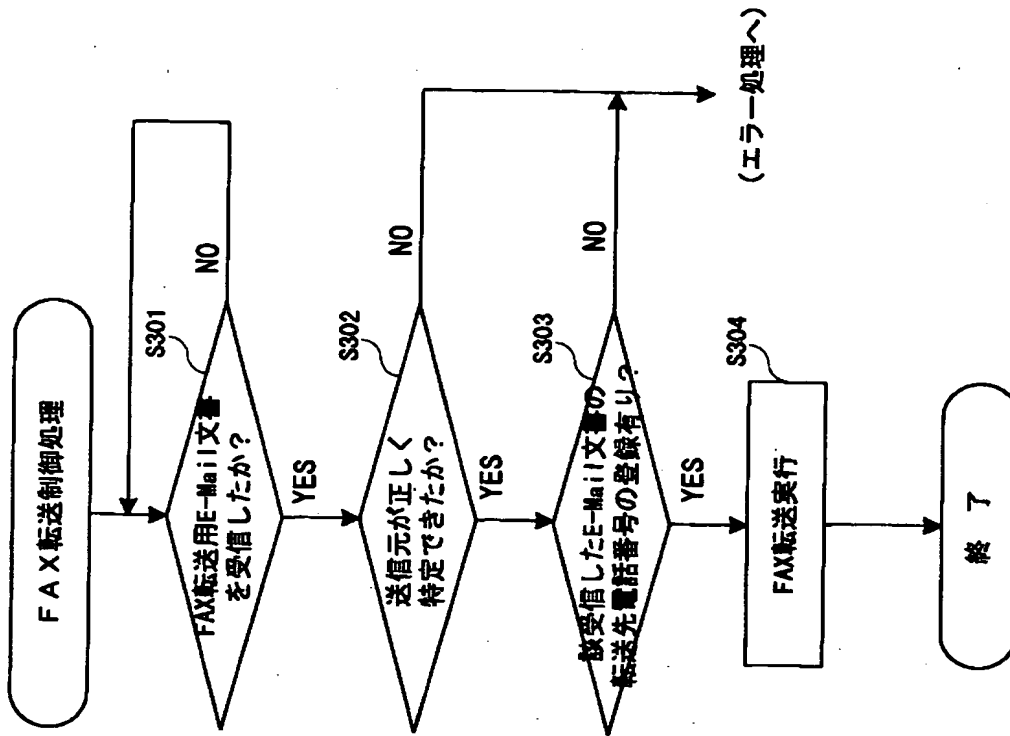 FAX転送制御処理
S301
FAX転送用E-Mail文書
を受信したか?
NO
YES
S302
送信元が正しく
特定できたか?
NO
YES
S303
該受信したE-Mail文書の
転送先電話番号の登録有り?
NO
YES
(エラー処理へ)
S304
FAX転送実行
終了